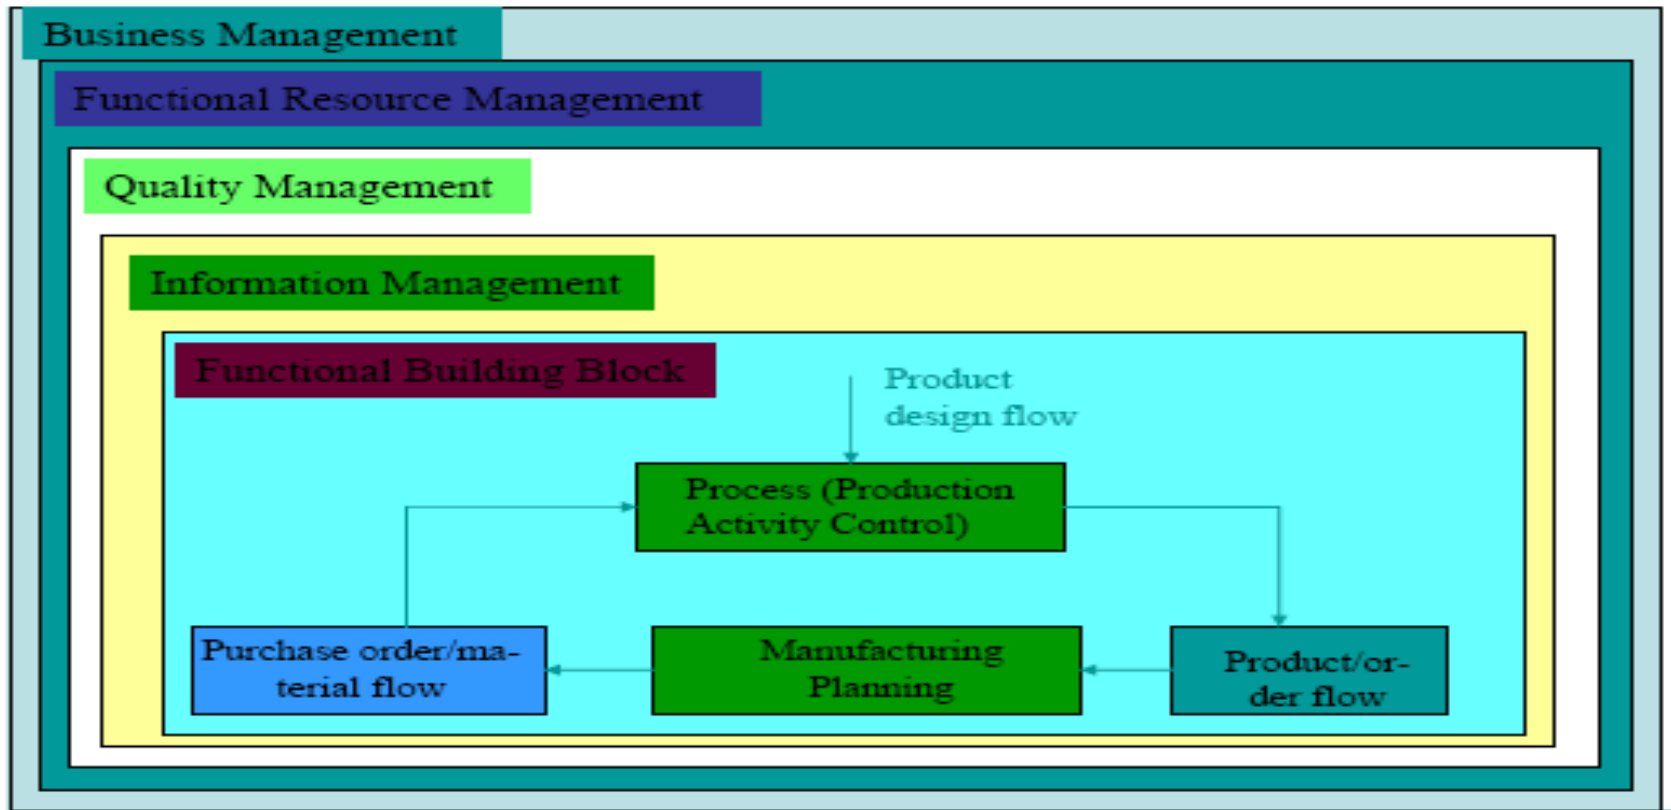 Business Management
Functional Resource Management
Quality Management
Information Management
Functional Building Block
Product
design flow
Process (Production
Activity Control)
Purchase order/ma-
terial flow
Manufacturing
Planning
Product/or-
der flow